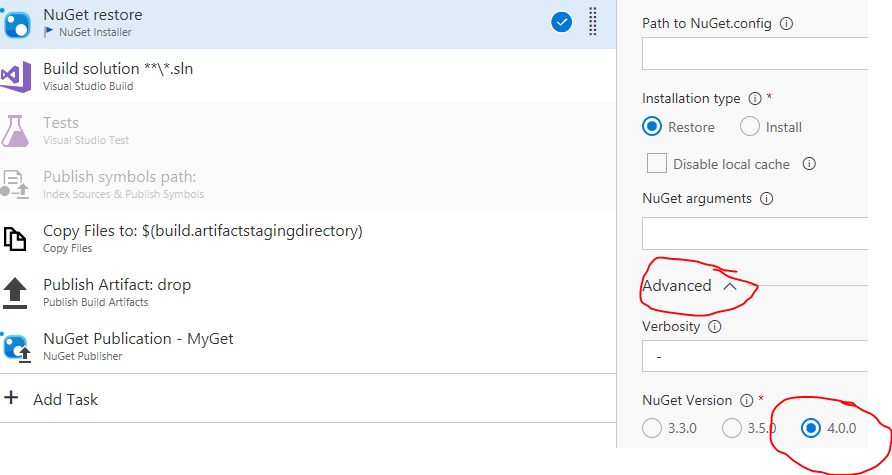 NuGet restore
NuGet Installer
Build solution **\*.sln
Visual Studio Build
Tests
Visual Studio Test
Publish symbols path:
Index Sources & Publish Symbols
Copy Files to: $(build.artifactstagingdirectory)
Copy Files
Publish Artifact: drop
Publish Build Artifacts
NuGet Publication - MyGet
NuGet Publisher
+ Add Task
Path to NuGet.config
Installation type *
Restore Install
Disable local cache
NuGet arguments
Advanced
Verbosity
-
NuGet Version *
3.3.0 3.5.0 4.0.0